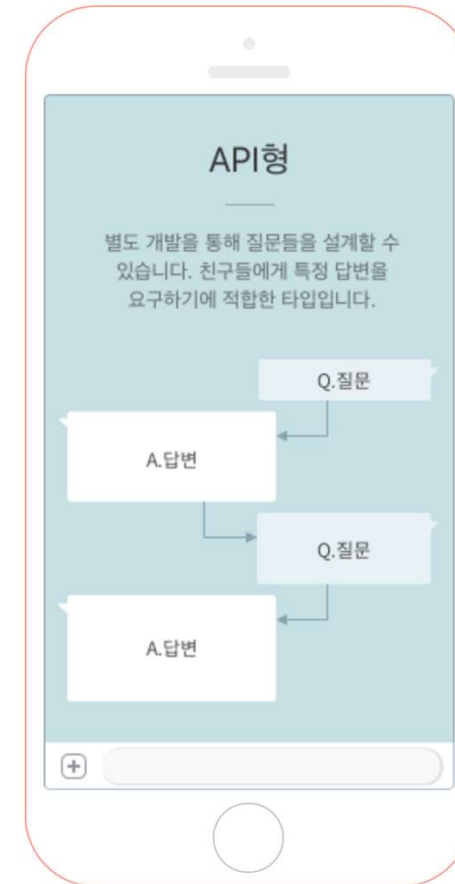 API형
별도 개발을 통해 질문들을 설계할 수
있습니다. 친구들에게 특정 답변을
요구하기에 적합한 타입입니다.
Q.질문
A.답변
Q.질문
A.답변